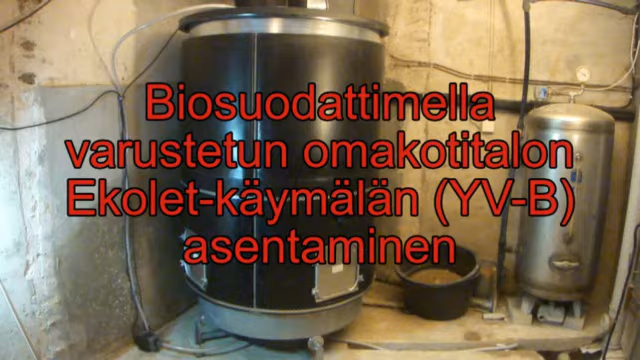 Biosuodattimella
varustetun omakotitalon
Ekolet-käymälän (YV-B)
asentaminen